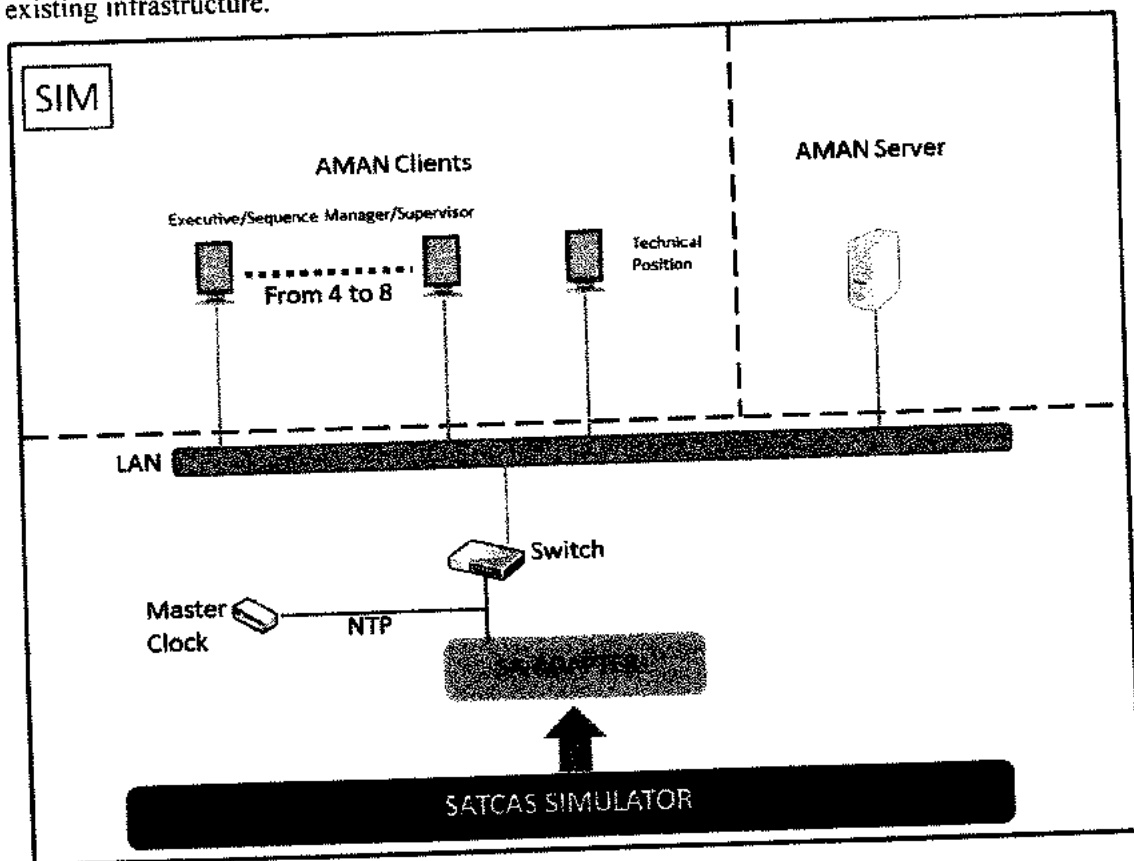 existing infrastructure.
SIM
AMAN Clients
AMAN Server
Executive/Sequence Manager/Supervisor
Technical
Position
From 4 to 8
LAN
Switch
Master
Clock
NTP
ADAPTER
SATCAS SIMULATOR